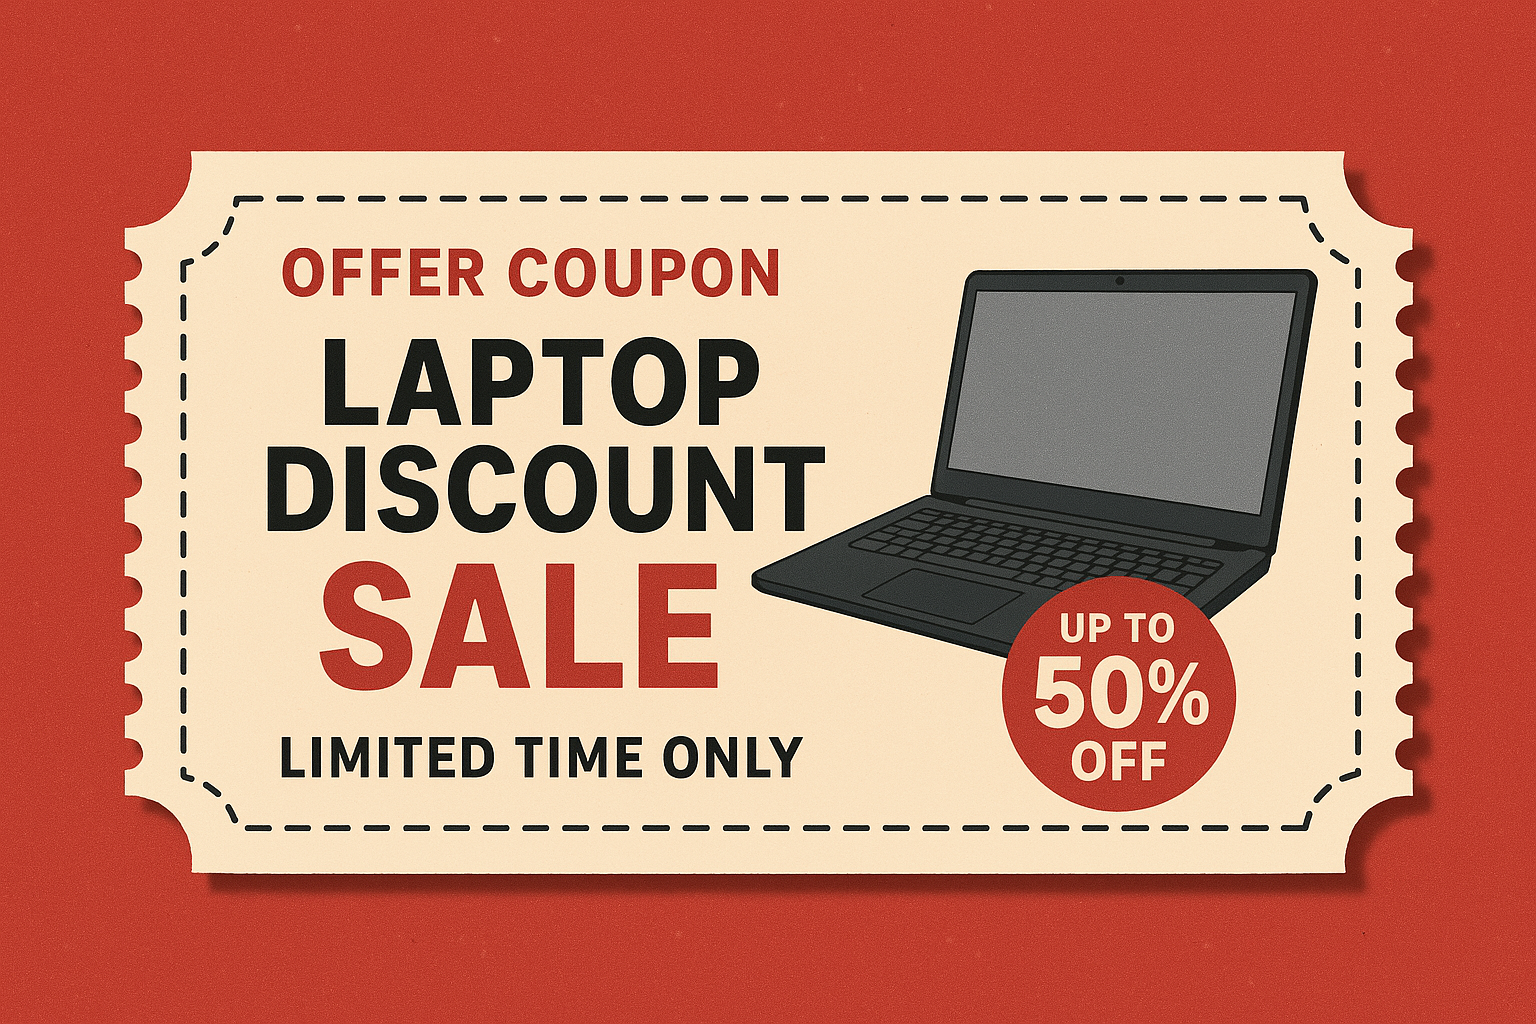 OFFER COUPON
LAPTOP
DISCOUNT
SALE
LIMITED TIME ONLY
UP TO
50%
OFF